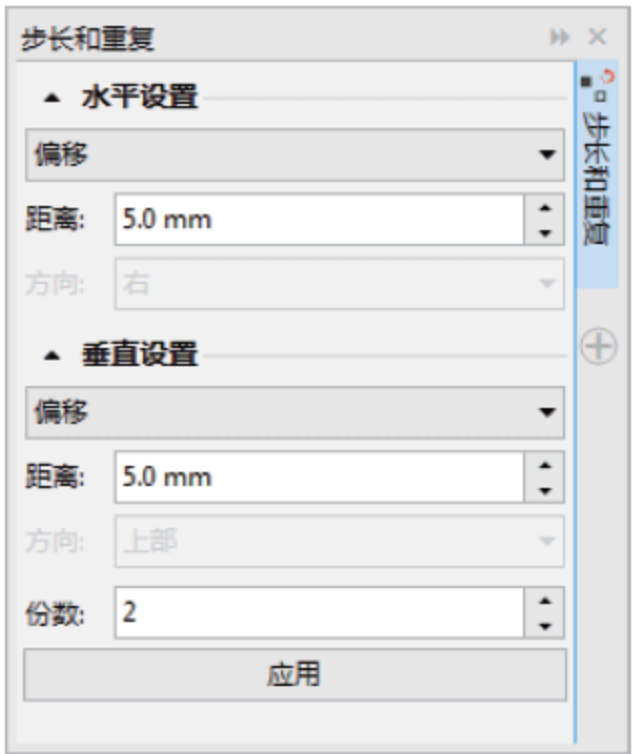 步长和重复
水平设置
偏移
距离: 5.0 mm
方向: 右
垂直设置
偏移
距离: 5.0 mm
方向: 上部
份数: 2
应用
步长和重复